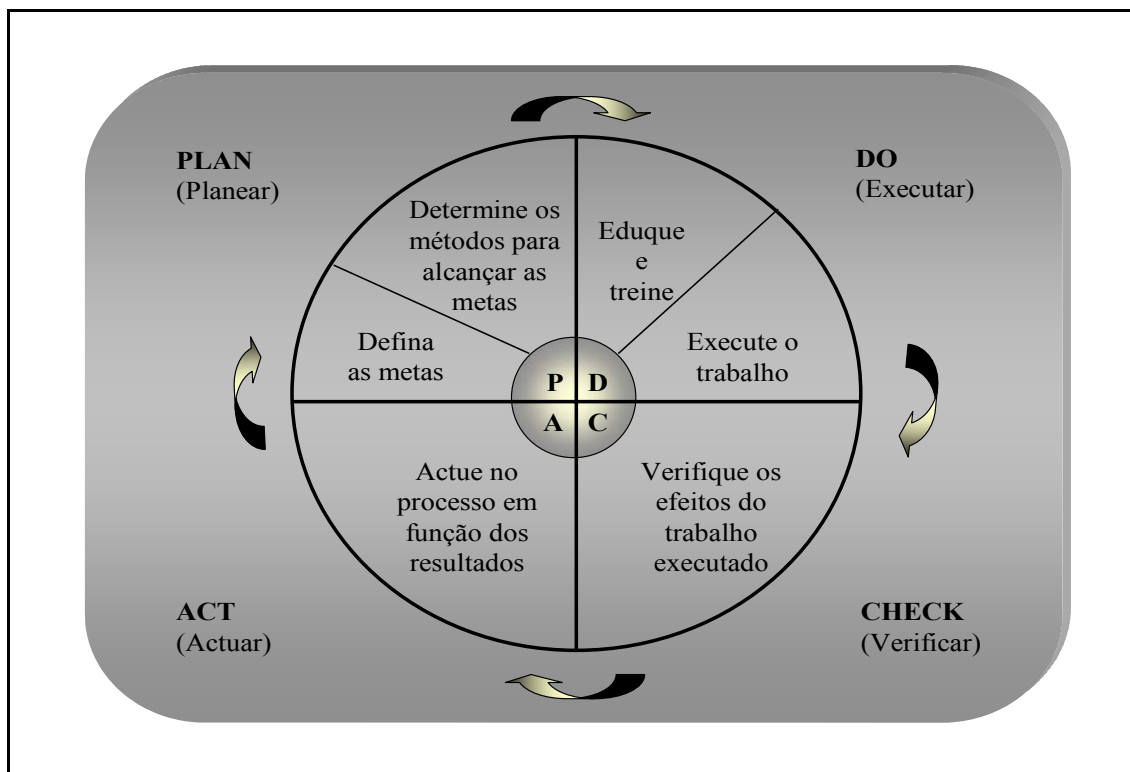 PLAN
(Planear)
DO
(Executar)
Determine os
métodos para
alcançar as
metas
Eduque
e
treine
Defina
as metas
Execute o
trabalho
P
D
A
C
Actue no
processo em
função dos
resultados
Verifique os
efeitos do
trabalho
executado
ACT
(Actuar)
CHECK
(Verificar)